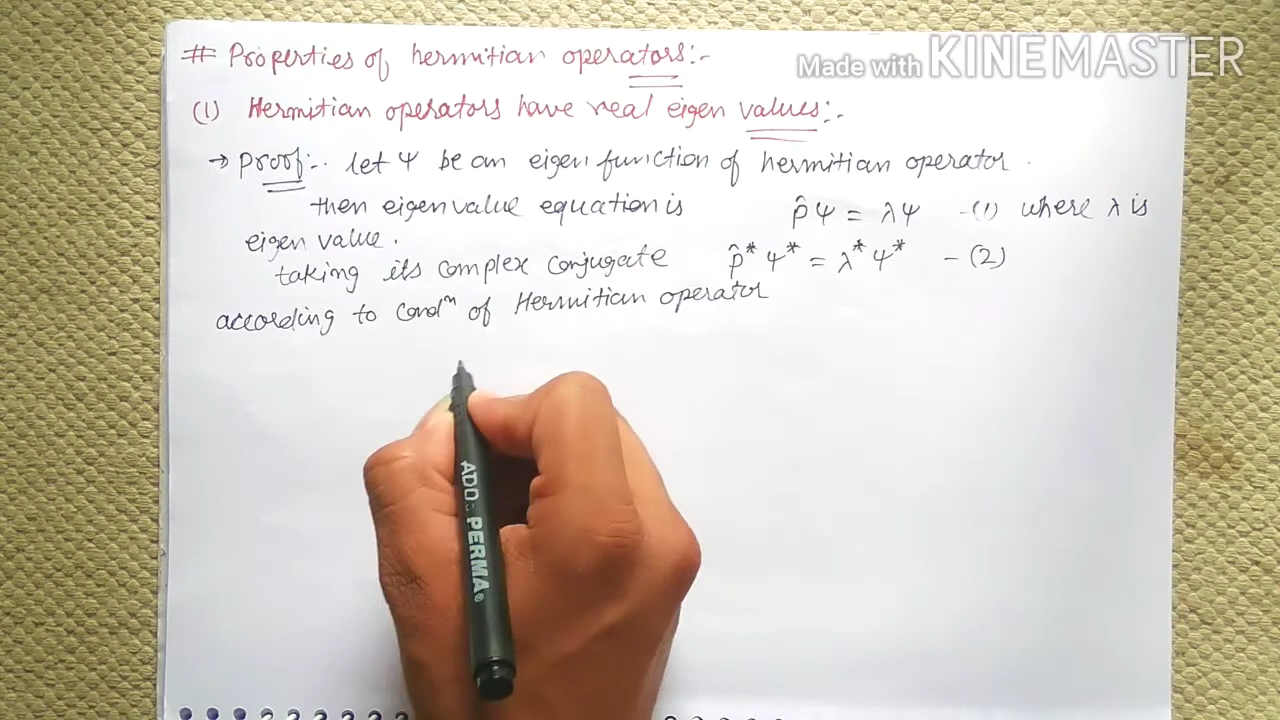 Made with KINEMASTER
# Properties of hermitian operators:-
(1) Hermitian operators have real eigen values:-
→ Proof:- let Ψ be an eigen function of hermitian operator .
then eigenvalue equation is p̂Ψ = λΨ -(1) where λ is
eigen value.
taking its complex conjugate p̂*Ψ* = λ*Ψ* -(2)
according to condⁿ of Hermitian operator
ADD PERMA®